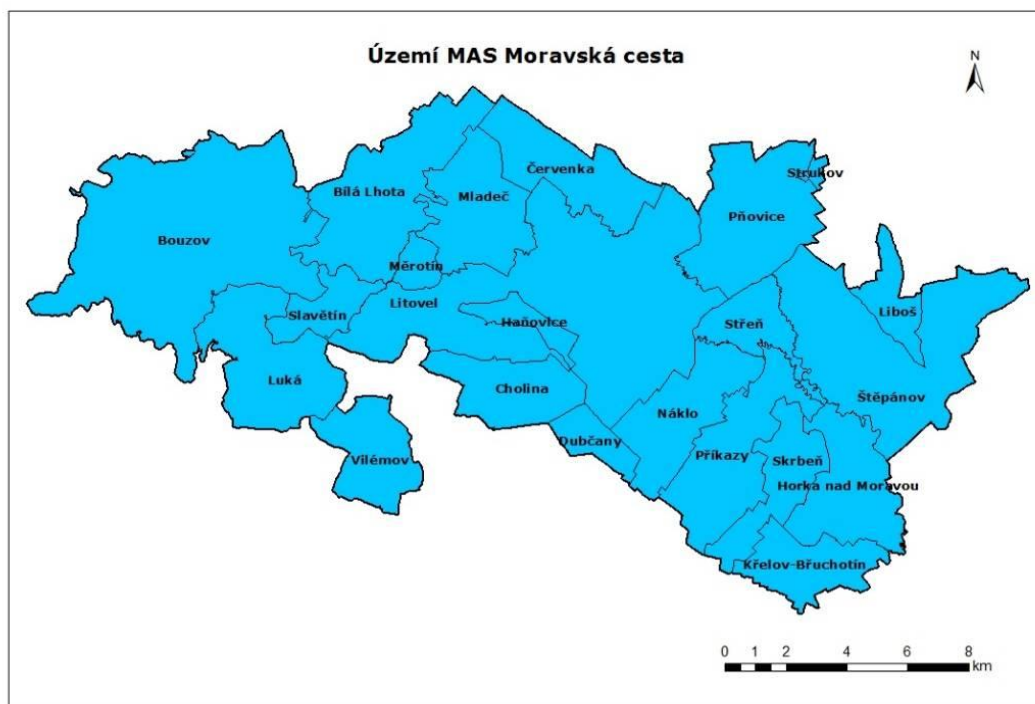 Území MAS Moravská cesta
N
Červenka
Strukov
Bílá Lhota
Mladeč
Pňovice
Bouzov
Měrotín
Litovel
Slavětín
Haňovice
Střeň
Liboš
Luká
Cholina
Štěpánov
Náklo
Dubčany
Příkazy
Skrbeň
Vilémov
Horka nad Moravou
Křelov-Břuchotín
0 1 2 4 6 8
km